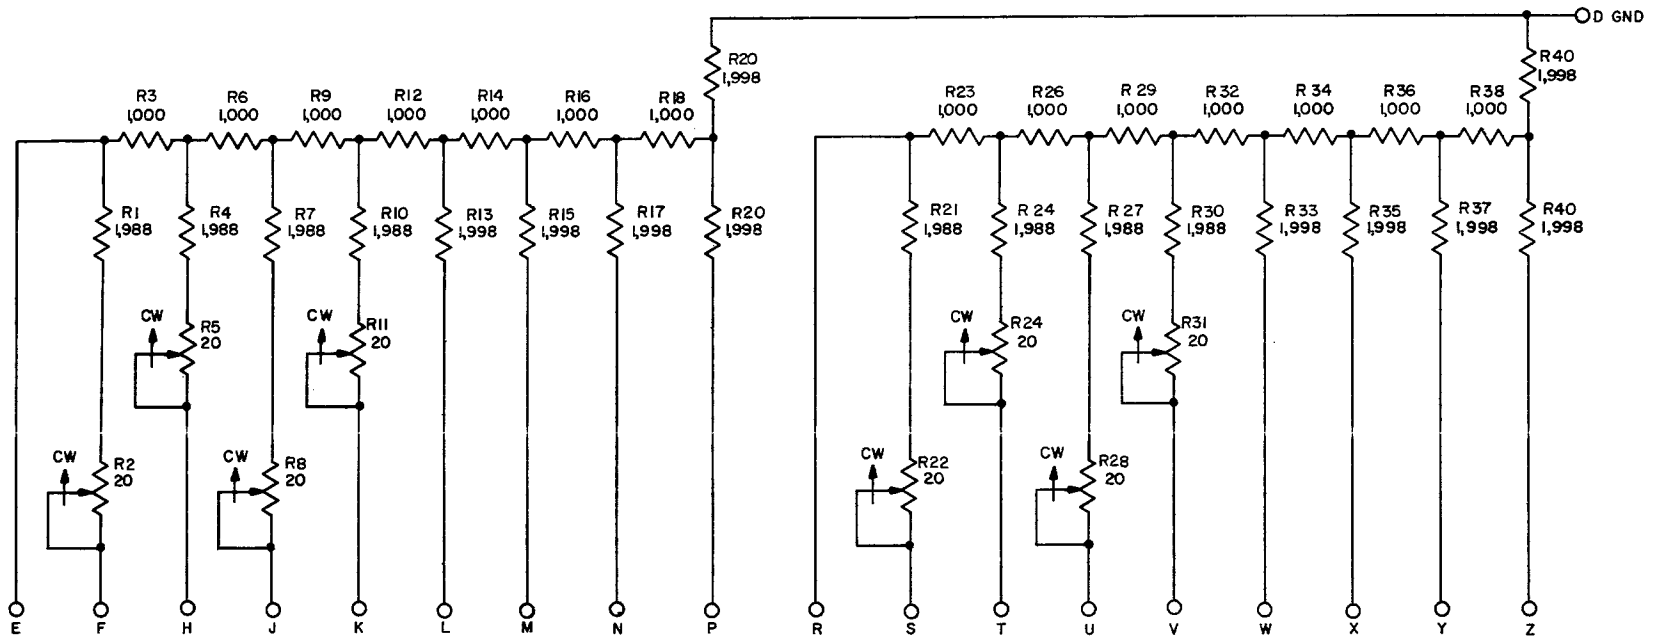 D GND
R20
1,998
R40
1,998
R3
1,000
R6
1,000
R9
1,000
R12
1,000
R14
1,000
R16
1,000
R18
1,000
R23
1,000
R26
1,000
R 29
1,000
R 32
1,000
R 34
1,000
R36
1,000
R38
1,000
R1
1,988
R4
1,988
R7
1,988
R10
1,988
R13
1,998
R15
1,998
R17
1,998
R20
1,998
R21
1,988
R 24
1,988
R 27
1,988
R30
1,988
R33
1,998
R35
1,998
R37
1,998
R40
1,998
CW
R5
20
CW
R11
20
CW
R24
20
CW
R31
20
CW
R2
20
CW
R8
20
CW
R22
20
CW
R28
20
E F H J K L M N P R S T U V W X Y Z